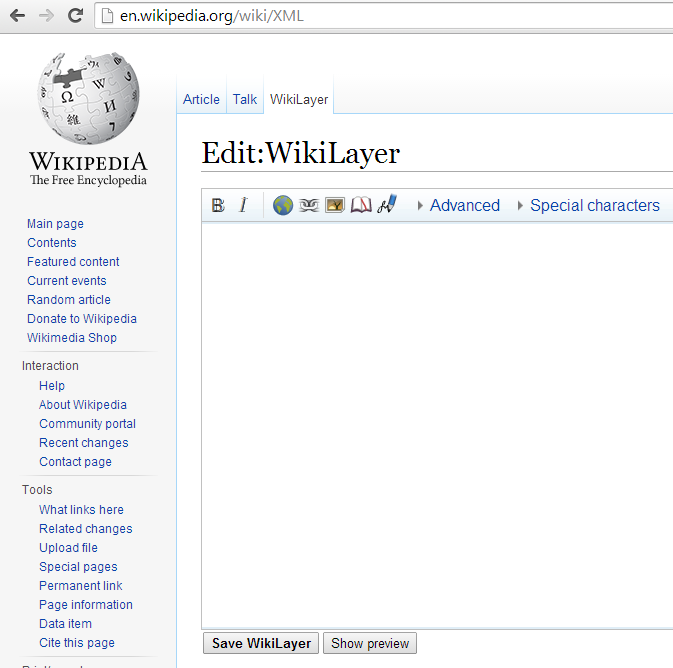 en.wikipedia.org/wiki/XML
WIKIPEDIA
The Free Encyclopedia
Main page
Contents
Featured content
Current events
Random article
Donate to Wikipedia
Wikimedia Shop
Interaction
Help
About Wikipedia
Community portal
Recent changes
Contact page
Tools
What links here
Related changes
Upload file
Special pages
Permanent link
Page information
Data item
Cite this page
Article Talk WikiLayer
Edit:WikiLayer
B I Advanced Special characters
Save WikiLayer Show preview